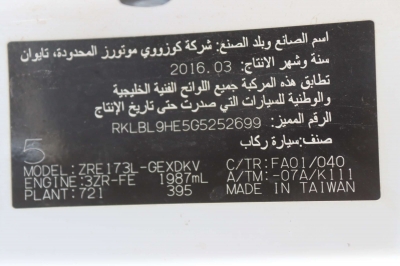 اسم الصانع وبلد الصنع: شركة كوزووي موتورز المحدودة، تايوان
سنة وشهر الانتاج: 2016.03
تطابق هذه المركبة جميع اللوائح الفنية الخليجية
والوطنية للسيارات التي صدرت حتى تاريخ الإنتاج
الرقم المميز: RKLBL9HE5G5252699
صنف: سيارة ركاب
5
MODEL:ZRE173L-GEXDKV C/TR:FA01/040
ENGINE:3ZR-FE 1987mL A/TM:-07A/K111
PLANT:721 395 MADE IN TAIWAN